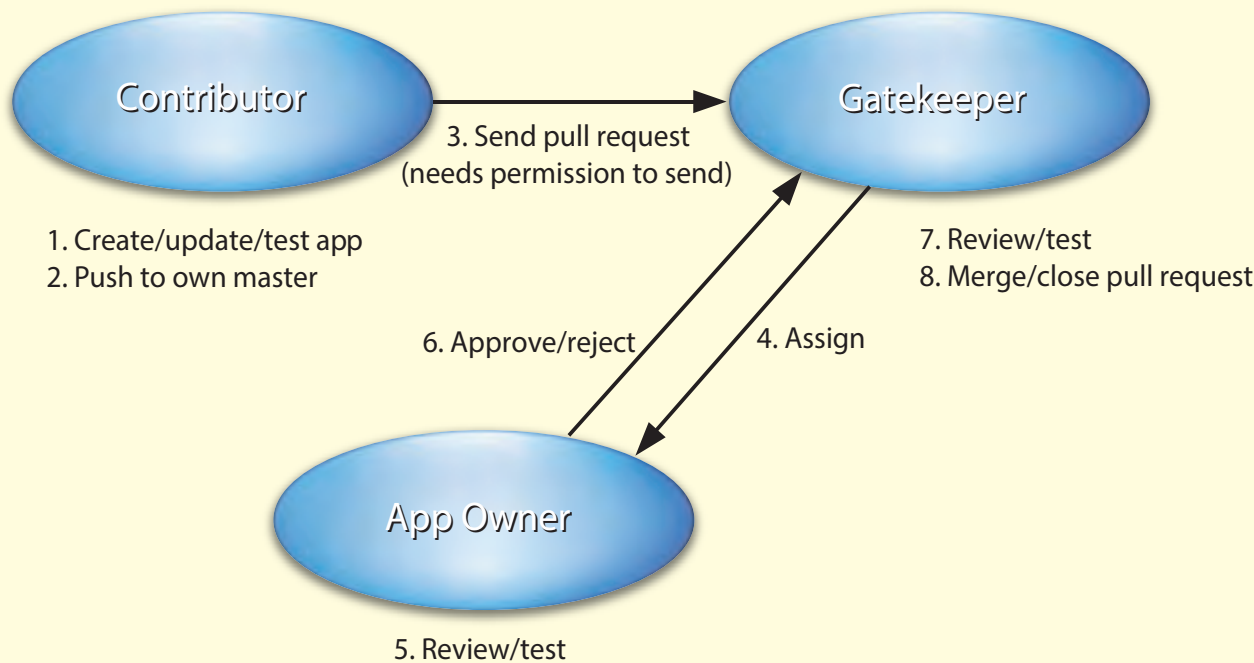 Contributor
Gatekeeper
3. Send pull request
(needs permission to send)
1. Create/update/test app
2. Push to own master
7. Review/test
8. Merge/close pull request
6. Approve/reject
4. Assign
App Owner
5. Review/test